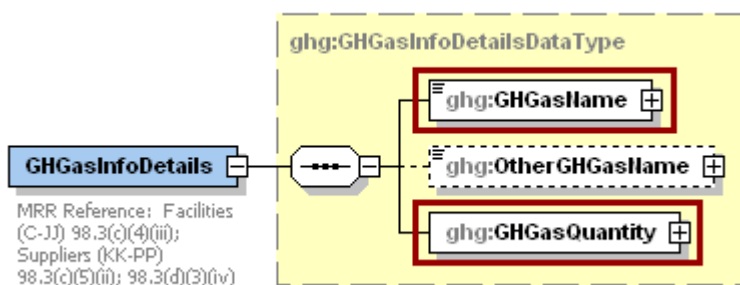 ghg:GHGasInfoDetailsDataType
ghg:GHGasName
GHGasInfoDetails
ghg:OtherGHGasName
MRR Reference: Facilities
(C-JJ) 98.3(c)(4)(iii);
Suppliers (KK-PP)
98.3(c)(5)(ii); 98.3(d)(3)(iv)
ghg:GHGasQuantity